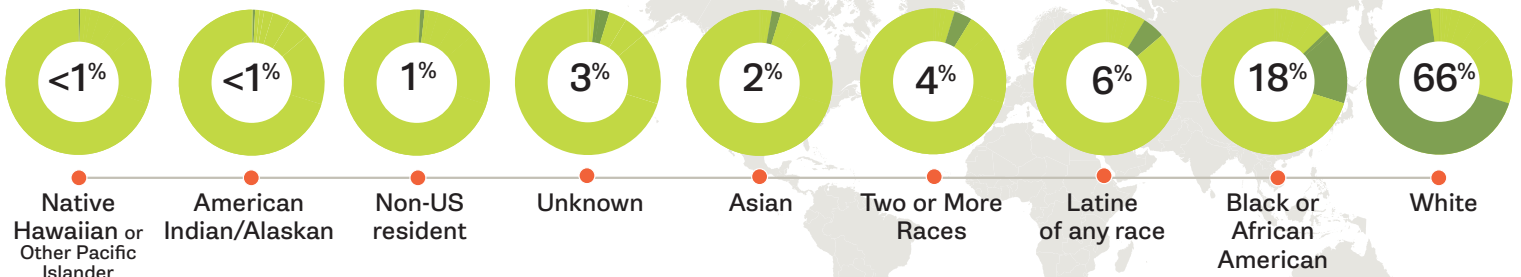 <1%
Native
Hawaiian or
Other Pacific
Islander
<1%
American
Indian/Alaskan
1%
Non-US
resident
3%
Unknown
2%
Asian
4%
Two or More
Races
6%
Latine
of any race
18%
Black or
African
American
66%
White